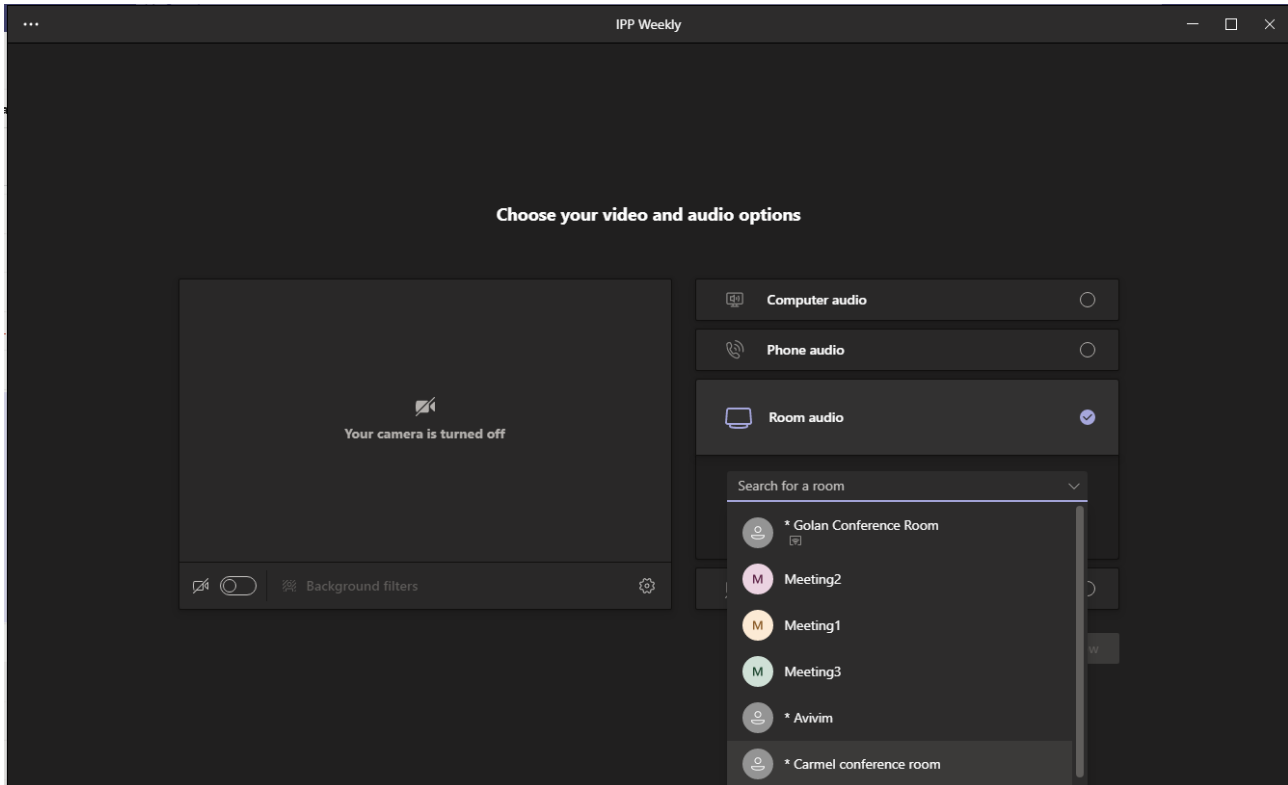 IPP Weekly
Choose your video and audio options
Your camera is turned off
Background filters
Computer audio
Phone audio
Room audio
Search for a room
* Golan Conference Room
M Meeting2
M Meeting1
M Meeting3
* Avivim
* Carmel conference room